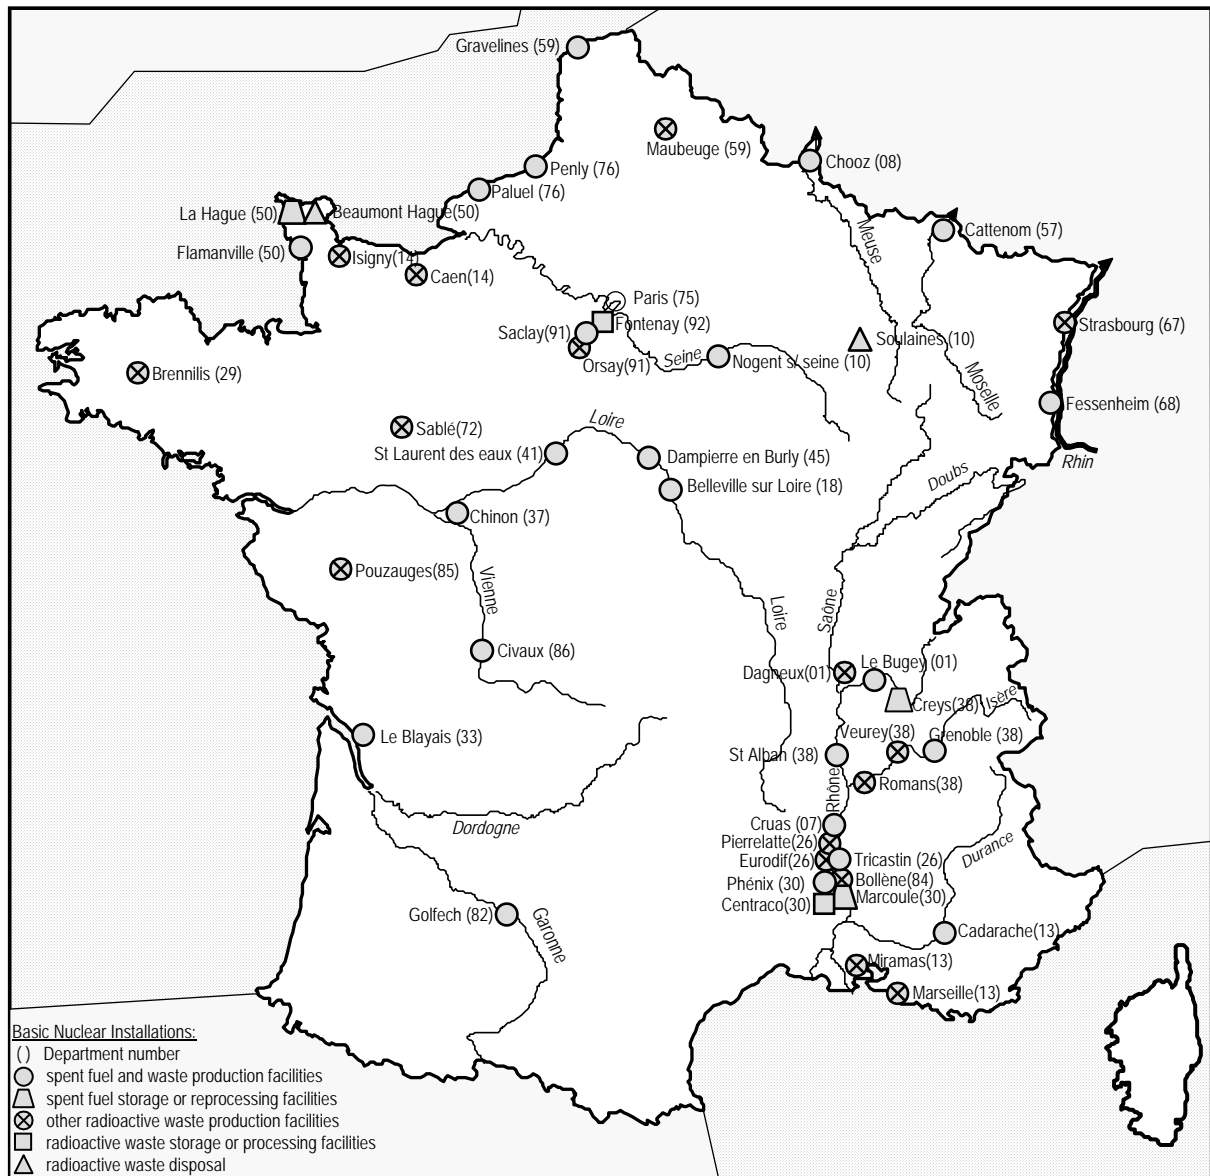 Gravelines (59)
Maubeuge (59)
Chooz (08)
Penly (76)
Paluel (76)
La Hague (50)
Beaumont Hague(50)
Meuse
Cattenom (57)
Flamanville (50)
Isigny(14)
Caen(14)
Paris (75)
Fontenay (92)
Strasbourg (67)
Saclay(91)
Orsay(91)
Seine
Nogent s/ seine (10)
Soulaines (10)
Moselle
Brennilis (29)
Fessenheim (68)
Sablé(72)
Loire
St Laurent des eaux (41)
Dampierre en Burly (45)
Rhin
Doubs
Belleville sur Loire (18)
Chinon (37)
Pouzauges(85)
Vienne
Loire
Saône
Civaux (86)
Dagneux(01)
Le Bugey (01)
Creys(38)
Isère
Le Blayais (33)
Veurey(38)
Grenoble (38)
St Alban (38)
Romans(38)
Rhône
Dordogne
Cruas (07)
Pierrelatte(26)
Eurodif(26)
Tricastin (26)
Durance
Phénix (30)
Bollène(84)
Marcoule(30)
Centraco(30)
Golfech (82)
Garonne
Cadarache(13)
Miramas(13)
Marseille(13)
Basic Nuclear Installations:
() Department number
spent fuel and waste production facilities
spent fuel storage or reprocessing facilities
other radioactive waste production facilities
radioactive waste storage or processing facilities
radioactive waste disposal